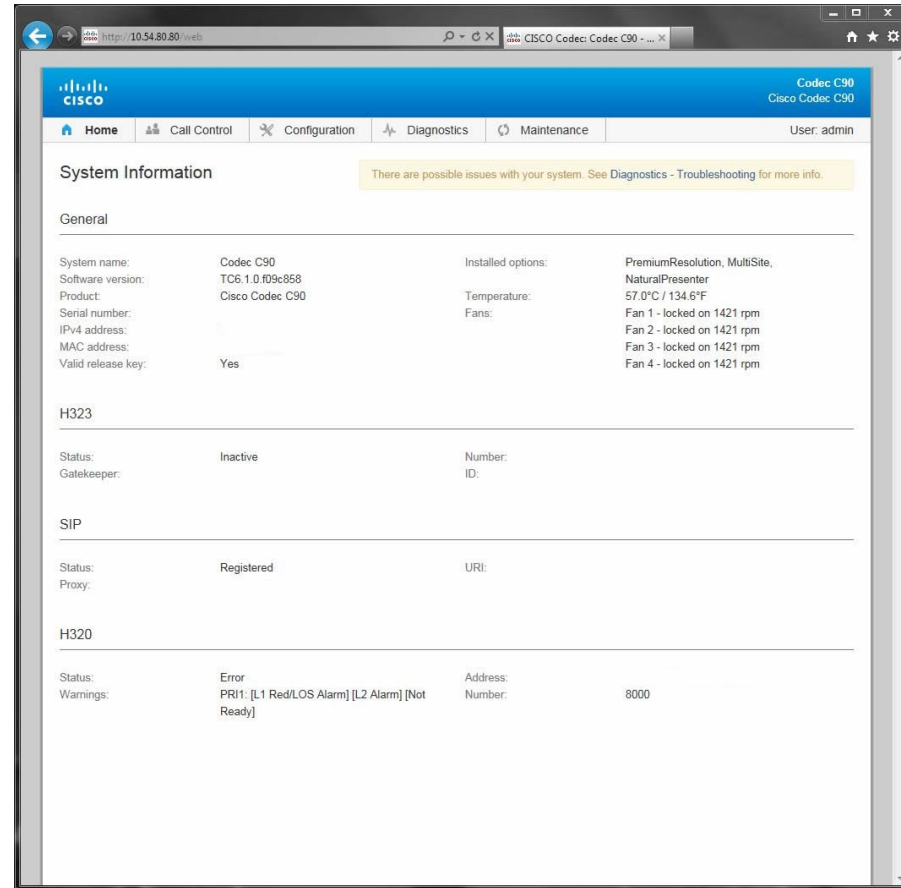 http://10.54.80.80/web
CISCO Codec: Codec C90 - ...
CISCO
Codec C90
Cisco Codec C90
Home Call Control Configuration Diagnostics Maintenance User: admin
System Information
There are possible issues with your system. See Diagnostics - Troubleshooting for more info.
General
System name: Codec C90 Installed options: PremiumResolution, MultiSite,
Software version: TC6.1.0.f09c858 NaturalPresenter
Product: Cisco Codec C90 Temperature: 57.0°C / 134.6°F
Serial number: Fans: Fan 1 - locked on 1421 rpm
IPv4 address: Fan 2 - locked on 1421 rpm
MAC address: Fan 3 - locked on 1421 rpm
Valid release key: Yes Fan 4 - locked on 1421 rpm
H323
Status: Inactive Number:
Gatekeeper: ID:
SIP
Status: Registered URI:
Proxy:
H320
Status: Error Address:
Warnings: PRI1: [L1 Red/LOS Alarm] [L2 Alarm] [Not Number: 8000
Ready]